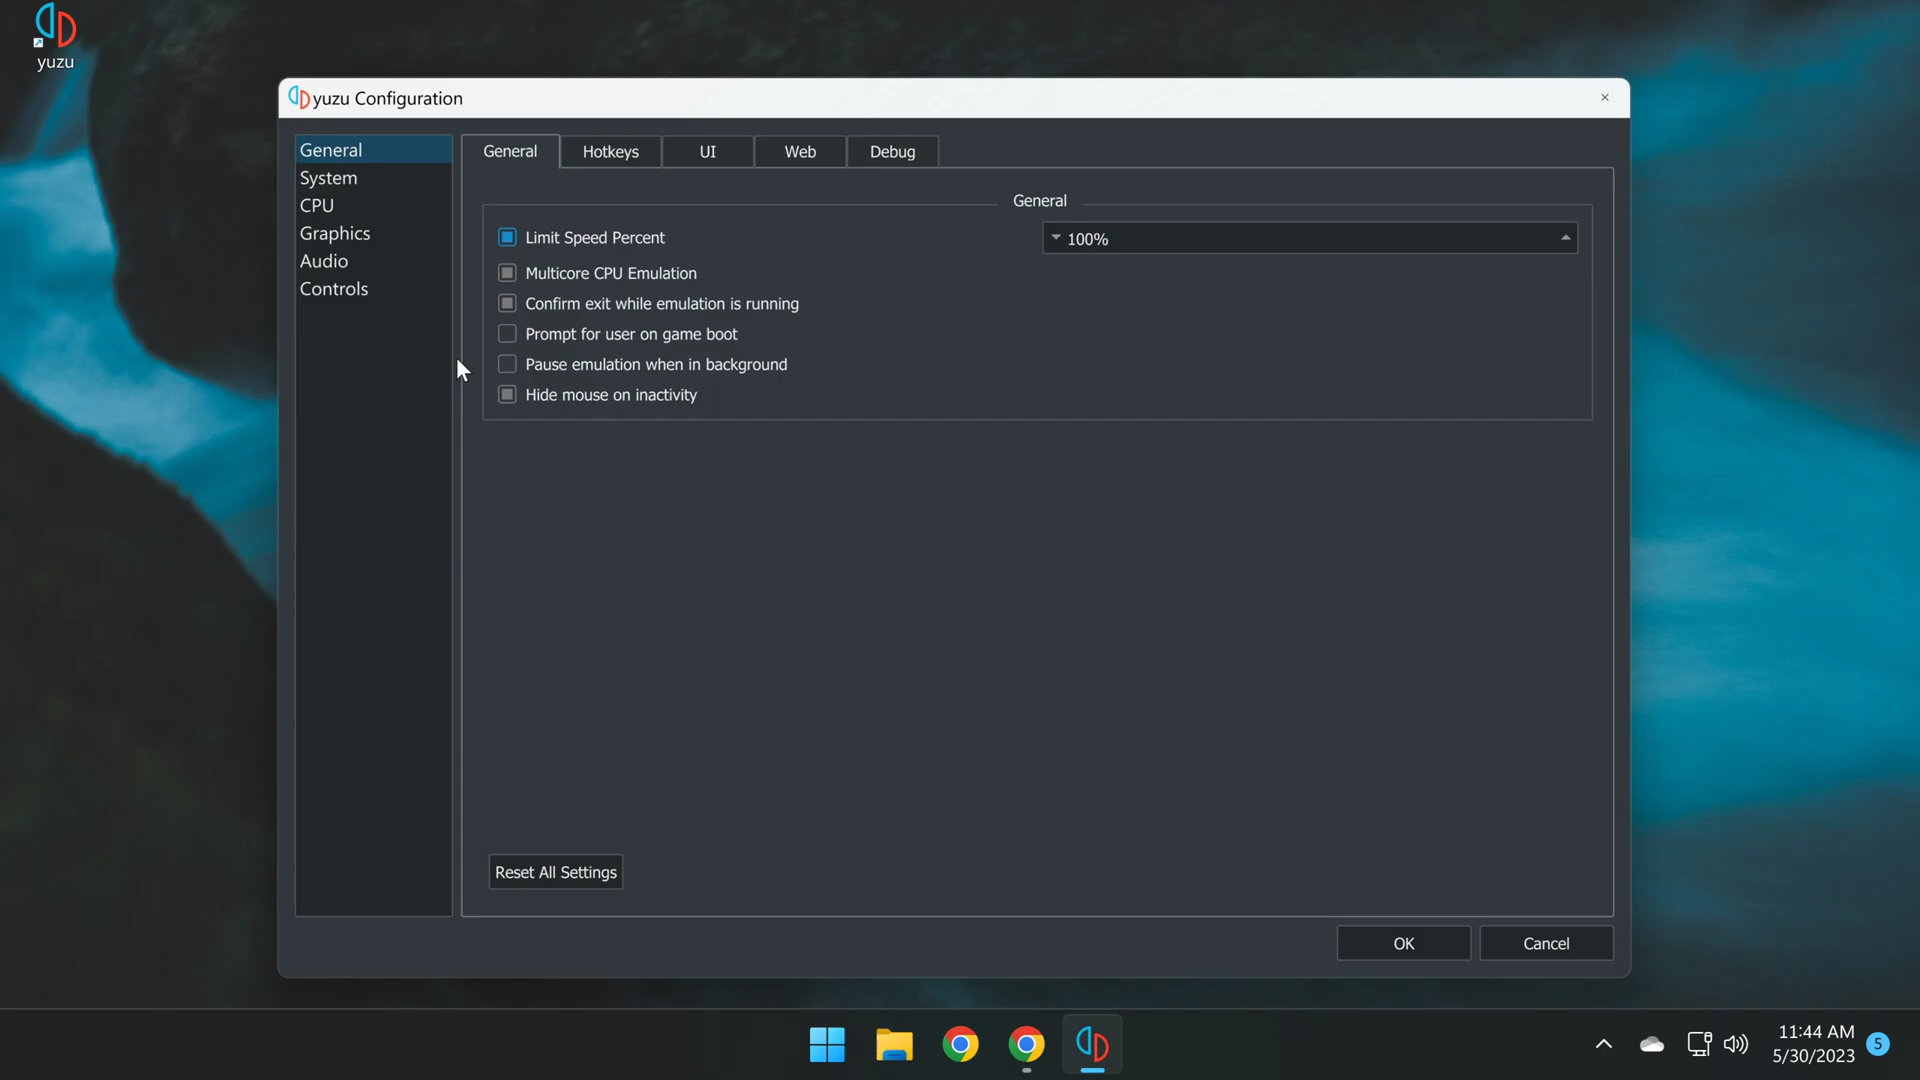 yuzu
yuzu Configuration
×
General
System
CPU
Graphics
Audio
Controls
General
Hotkeys
UI
Web
Debug
General
Limit Speed Percent
100%
Multicore CPU Emulation
Confirm exit while emulation is running
Prompt for user on game boot
Pause emulation when in background
Hide mouse on inactivity
Reset All Settings
OK
Cancel
11:44 AM
5/30/2023
5